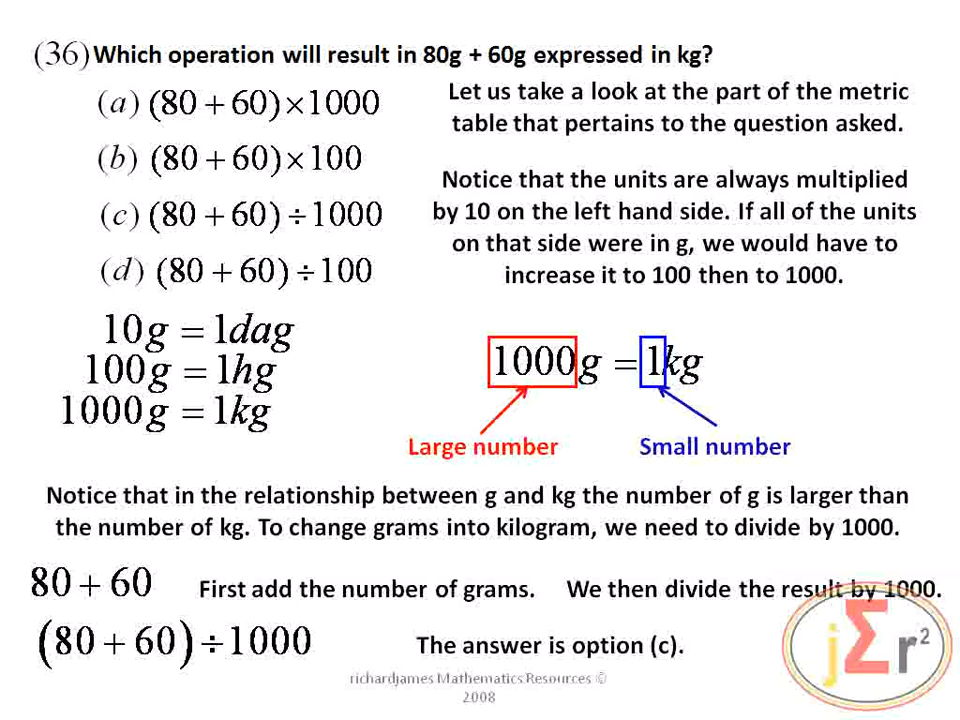 (36) Which operation will result in 80g + 60g expressed in kg?
(a) (80 + 60) × 1000
(b) (80 + 60) × 100
(c) (80 + 60) ÷ 1000
(d) (80 + 60) ÷ 100
Let us take a look at the part of the metric
table that pertains to the question asked.
Notice that the units are always multiplied
by 10 on the left hand side. If all of the units
on that side were in g, we would have to
increase it to 100 then to 1000.
10g = 1dag
100g = 1hg
1000g = 1kg
1000g = 1kg
Large number
Small number
Notice that in the relationship between g and kg the number of g is larger than
the number of kg. To change grams into kilogram, we need to divide by 1000.
80 + 60 First add the number of grams. We then divide the result by 1000.
(80 + 60) ÷ 1000 The answer is option (c).
jΣr²
richardjames Mathematics Resources ©
2008